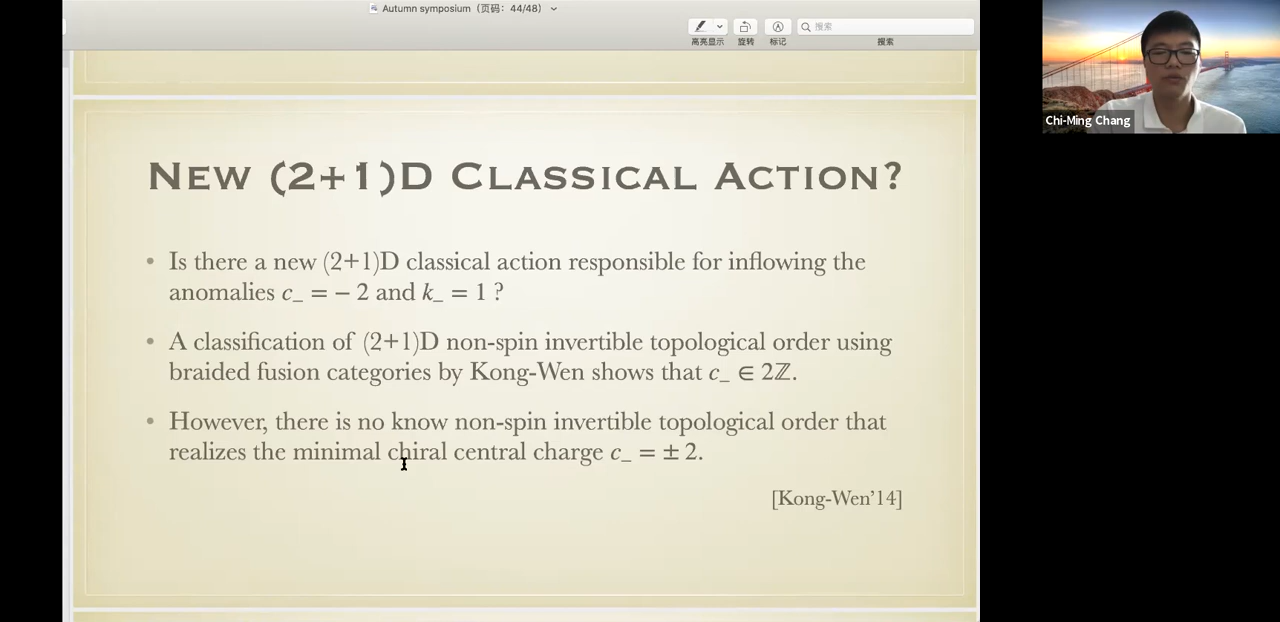 Autumn symposium（页码：44/48）
高亮显示
旋转
标记
搜索
搜索
Chi-Ming Chang
New (2+1)D Classical Action?
• Is there a new (2+1)D classical action responsible for inflowing the
anomalies c₋ = − 2 and k₋ = 1 ?
• A classification of (2+1)D non-spin invertible topological order using
braided fusion categories by Kong-Wen shows that c₋ ∈ 2ℤ.
• However, there is no know non-spin invertible topological order that
realizes the minimal chiral central charge c₋ = ± 2.
[Kong-Wen’14]